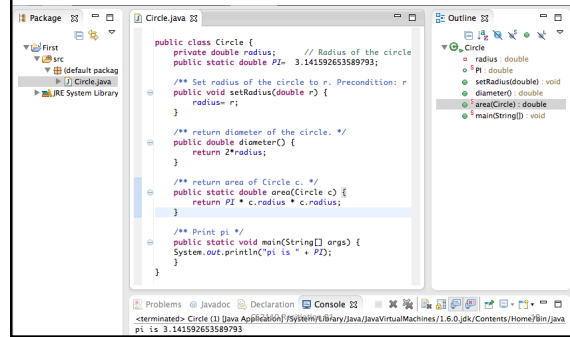 Package
First
src
(default packag
Circle.java
JRE System Library
Circle.java
public class Circle {
private double radius; // Radius of the circle
public static double PI= 3.141592653589793;
/** Set radius of circle to r. Precondition: r
public void setRadius(double r) {
radius= r;
}
/** return diameter of the circle. */
public double diameter() {
return 2*radius;
}
/** return area of Circle c. */
public static double area(Circle c) {
return PI * c.radius * c.radius;
}
/** Print pi */
public static void main(String[] args) {
System.out.println("pi is " + PI);
}
}
Outline
Circle
radius : double
S PI : double
setRadius(double) : void
diameter() : double
S area(Circle) : double
S main(String[]) : void
Problems Javadoc Declaration Console
<terminated> Circle (1) [Java Application] /System/Library/Java/JavaVirtualMachines/1.6.0.jdk/Contents/Home/bin/java
pi is 3.141592653589793